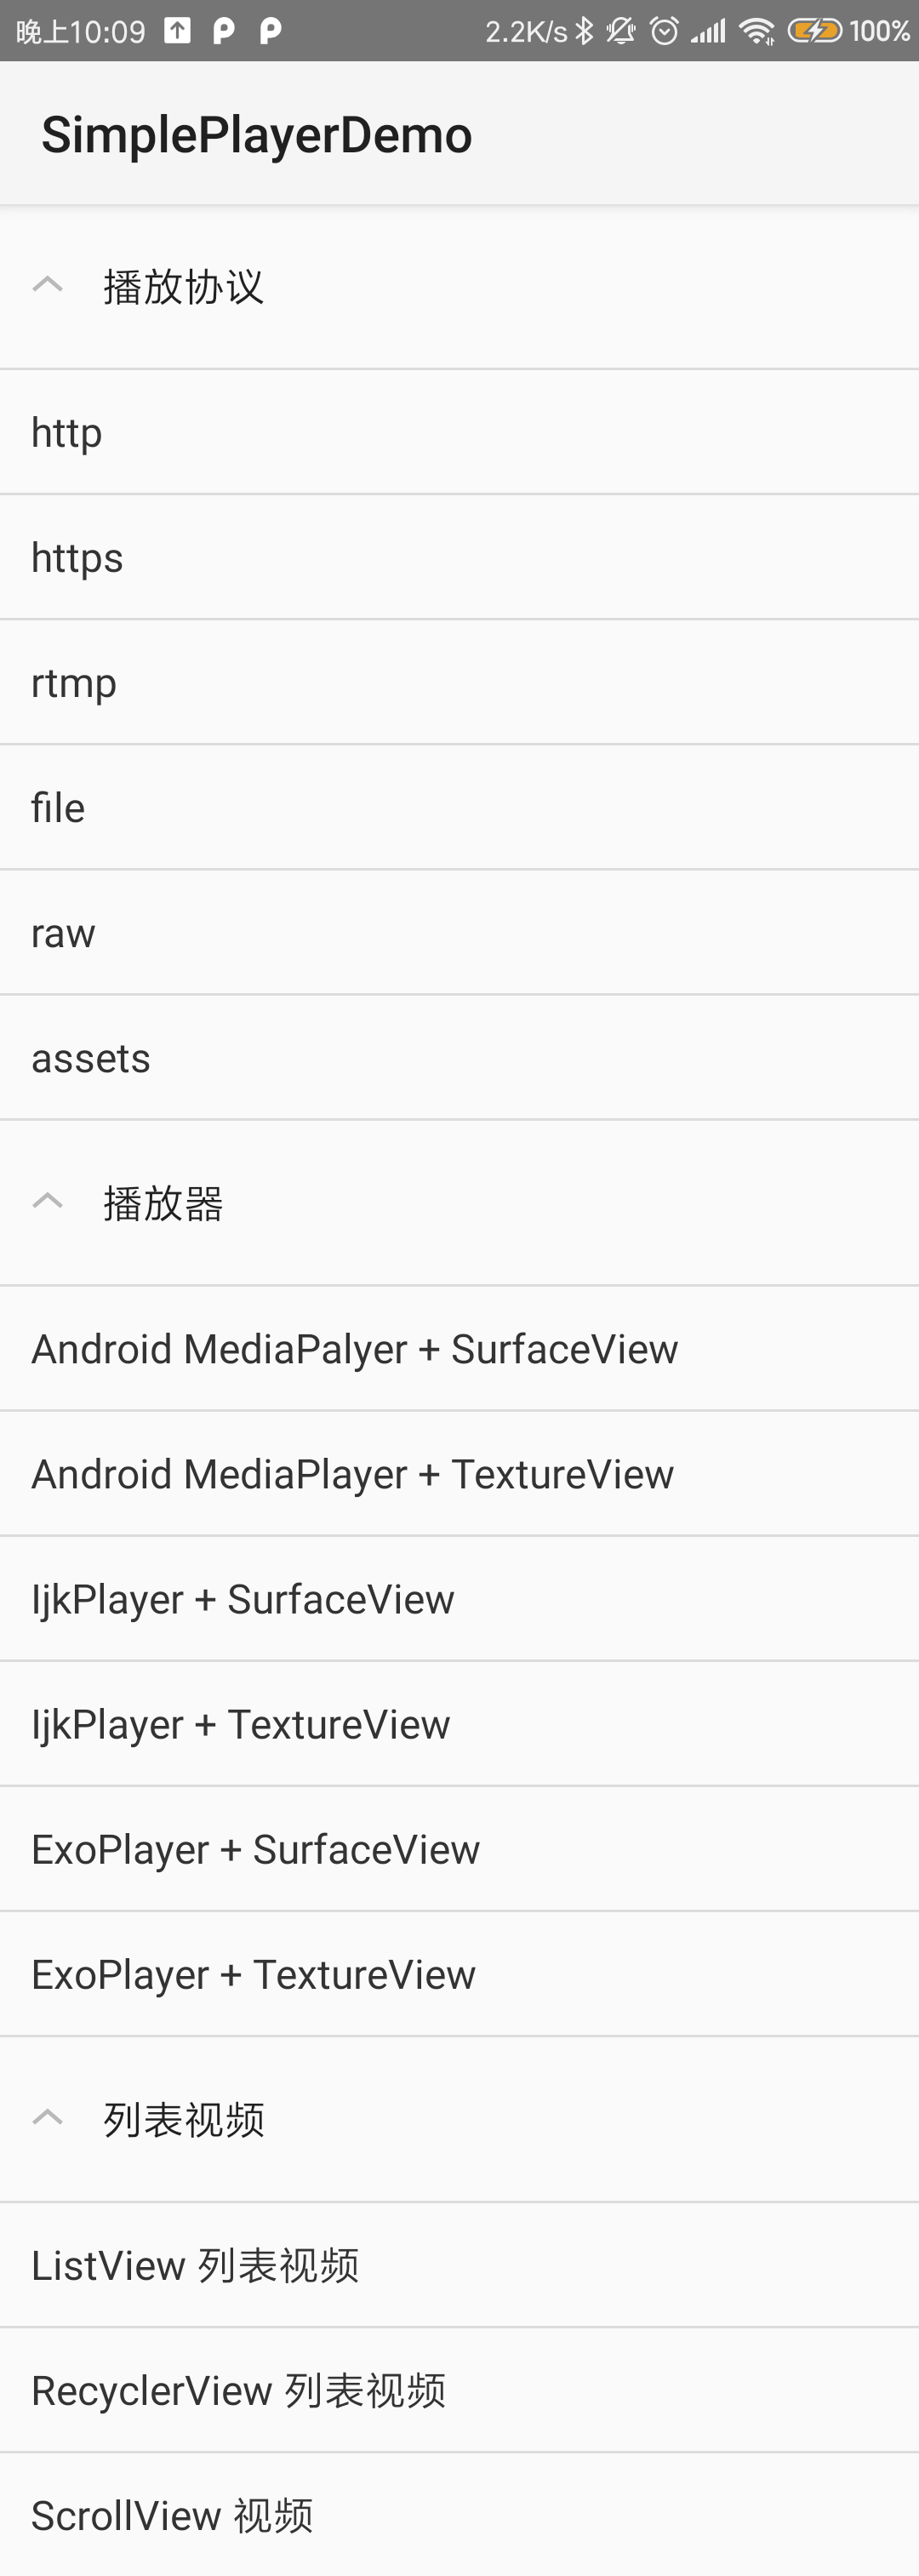 晚上10:09 2.2K/s 100%
SimplePlayerDemo
播放协议
http
https
rtmp
file
raw
assets
播放器
Android MediaPalyer + SurfaceView
Android MediaPlayer + TextureView
IjkPlayer + SurfaceView
IjkPlayer + TextureView
ExoPlayer + SurfaceView
ExoPlayer + TextureView
列表视频
ListView 列表视频
RecyclerView 列表视频
ScrollView 视频